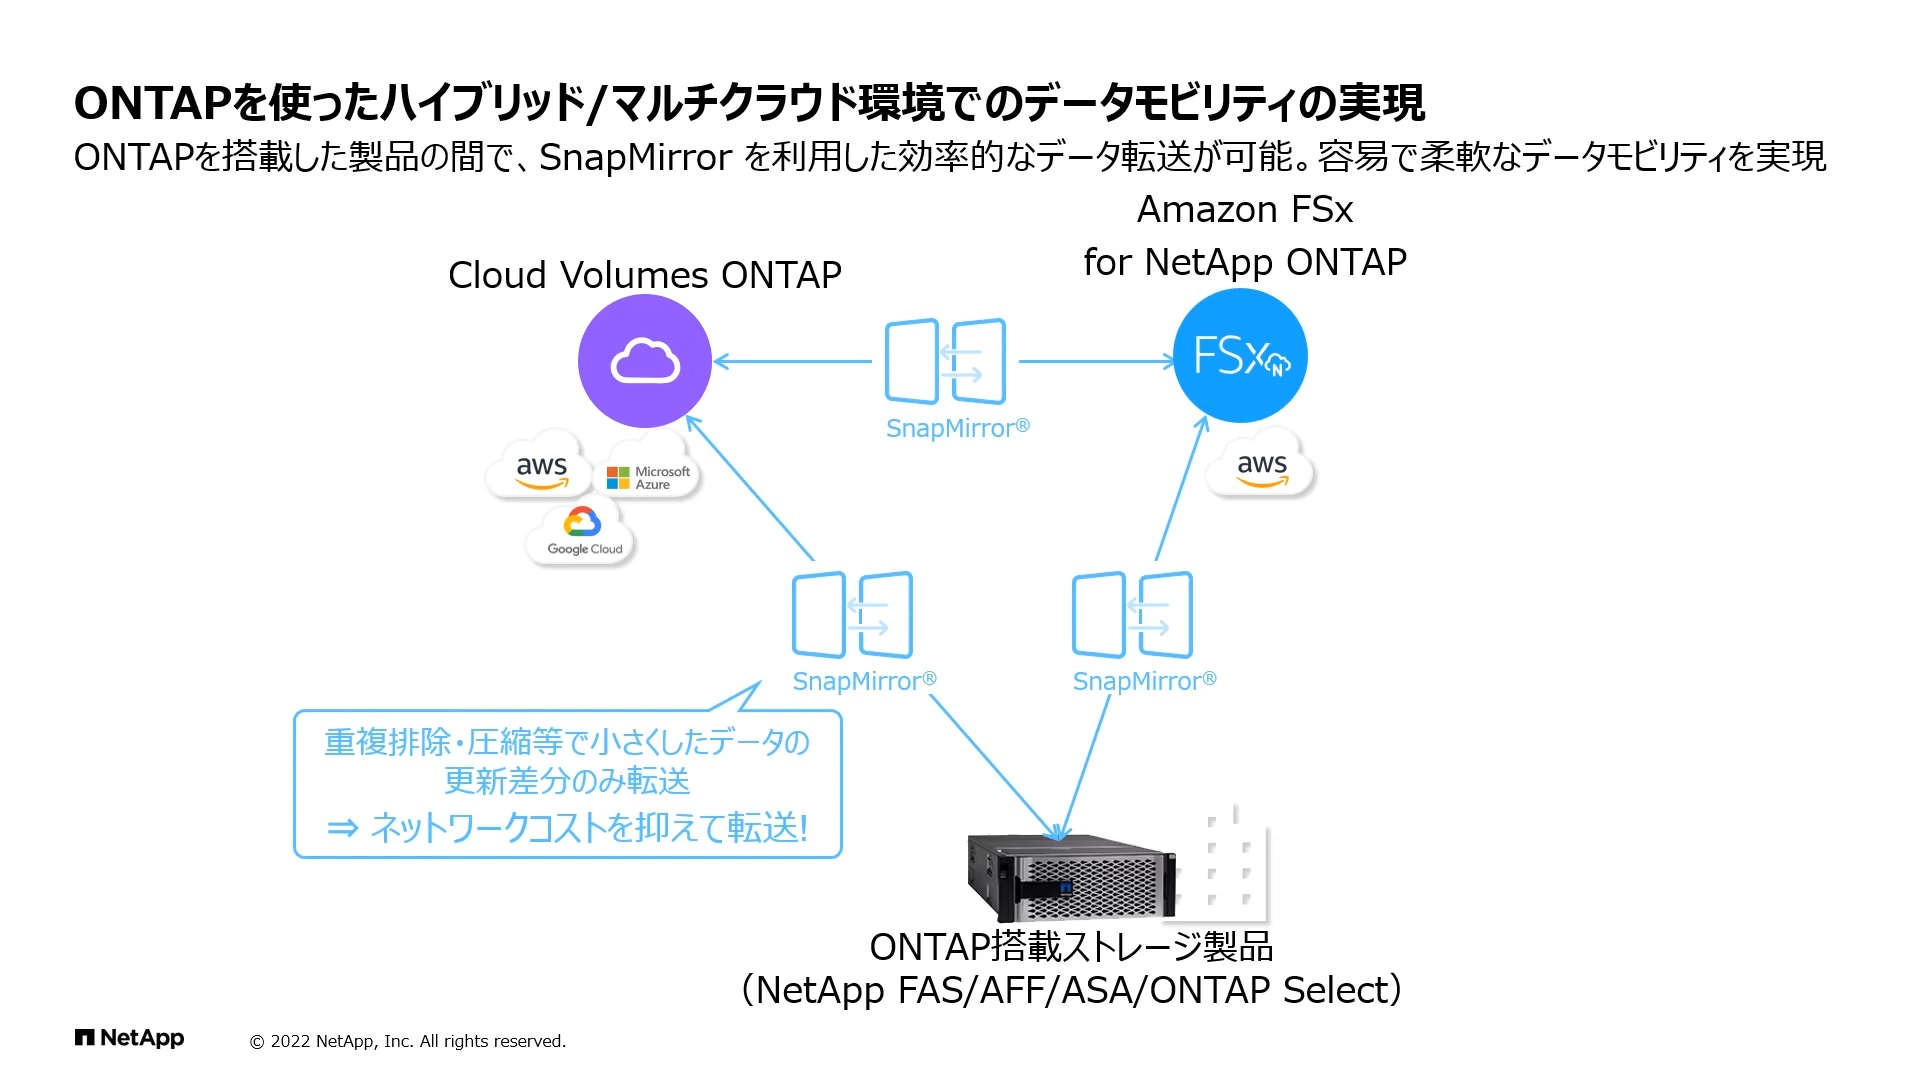 ONTAPを使ったハイブリッド/マルチクラウド環境でのデータモビリティの実現
ONTAPを搭載した製品の間で、SnapMirror を利用した効率的なデータ転送が可能。容易で柔軟なデータモビリティを実現
Amazon FSx
for NetApp ONTAP
Cloud Volumes ONTAP
FSx
N
SnapMirror®
aws
Microsoft
Azure
Google Cloud
aws
SnapMirror®
SnapMirror®
重複排除・圧縮等で小さくしたデータの
更新差分のみ転送
⇒ ネットワークコストを抑えて転送!
ONTAP搭載ストレージ製品
（NetApp FAS/AFF/ASA/ONTAP Select）
NetApp
© 2022 NetApp, Inc. All rights reserved.